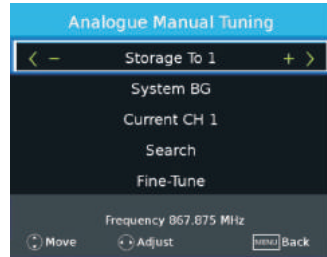 Analogue Manual Tuning
< − Storage To 1 + >
System BG
Current CH 1
Search
Fine-Tune
Frequency 867.875 MHz
Move Adjust MENU Back